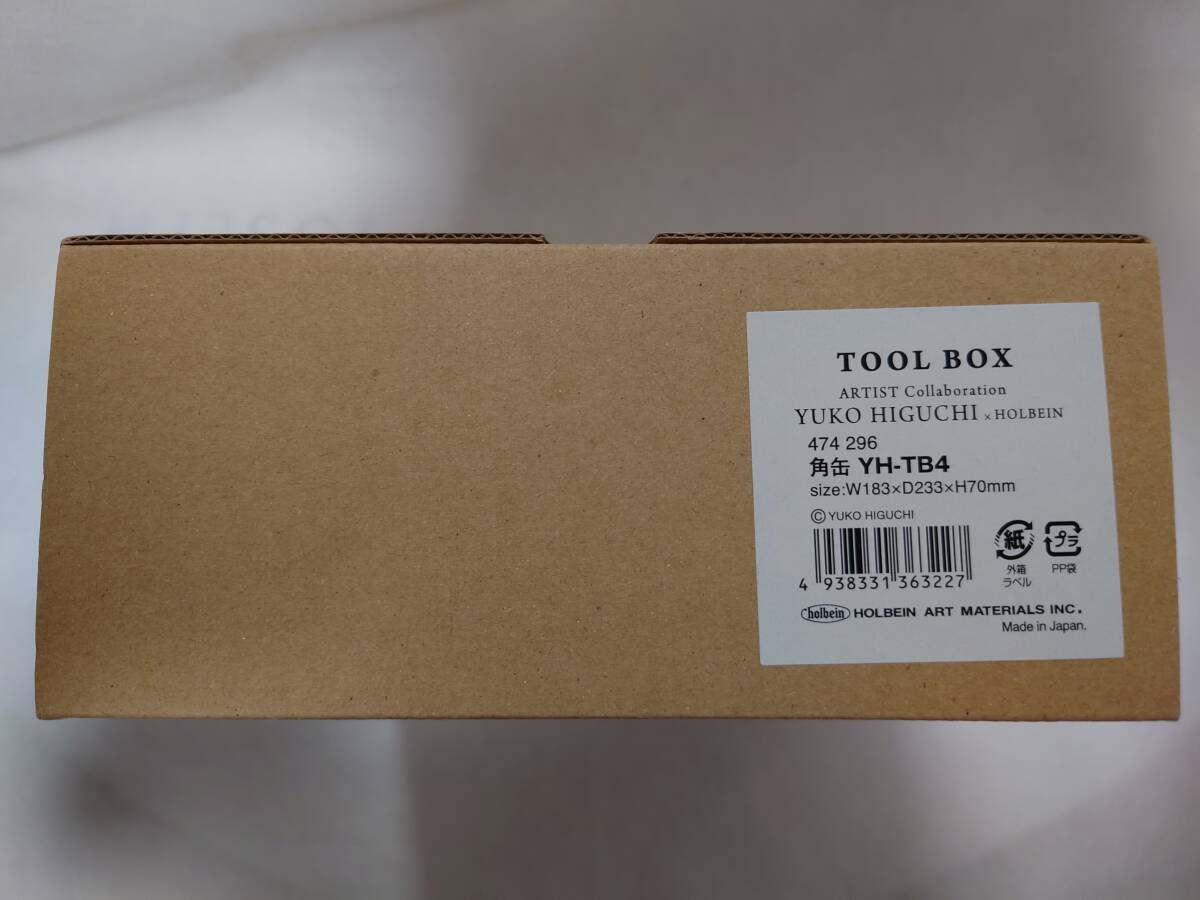 TOOL BOX
ARTIST Collaboration
YUKO HIGUCHI × HOLBEIN
474 296
角缶 YH-TB4
size:W183×D233×H70mm
© YUKO HIGUCHI
4 938331 363227
紙
外箱
ラベル
プラ
PP袋
holbein HOLBEIN ART MATERIALS INC.
Made in Japan.